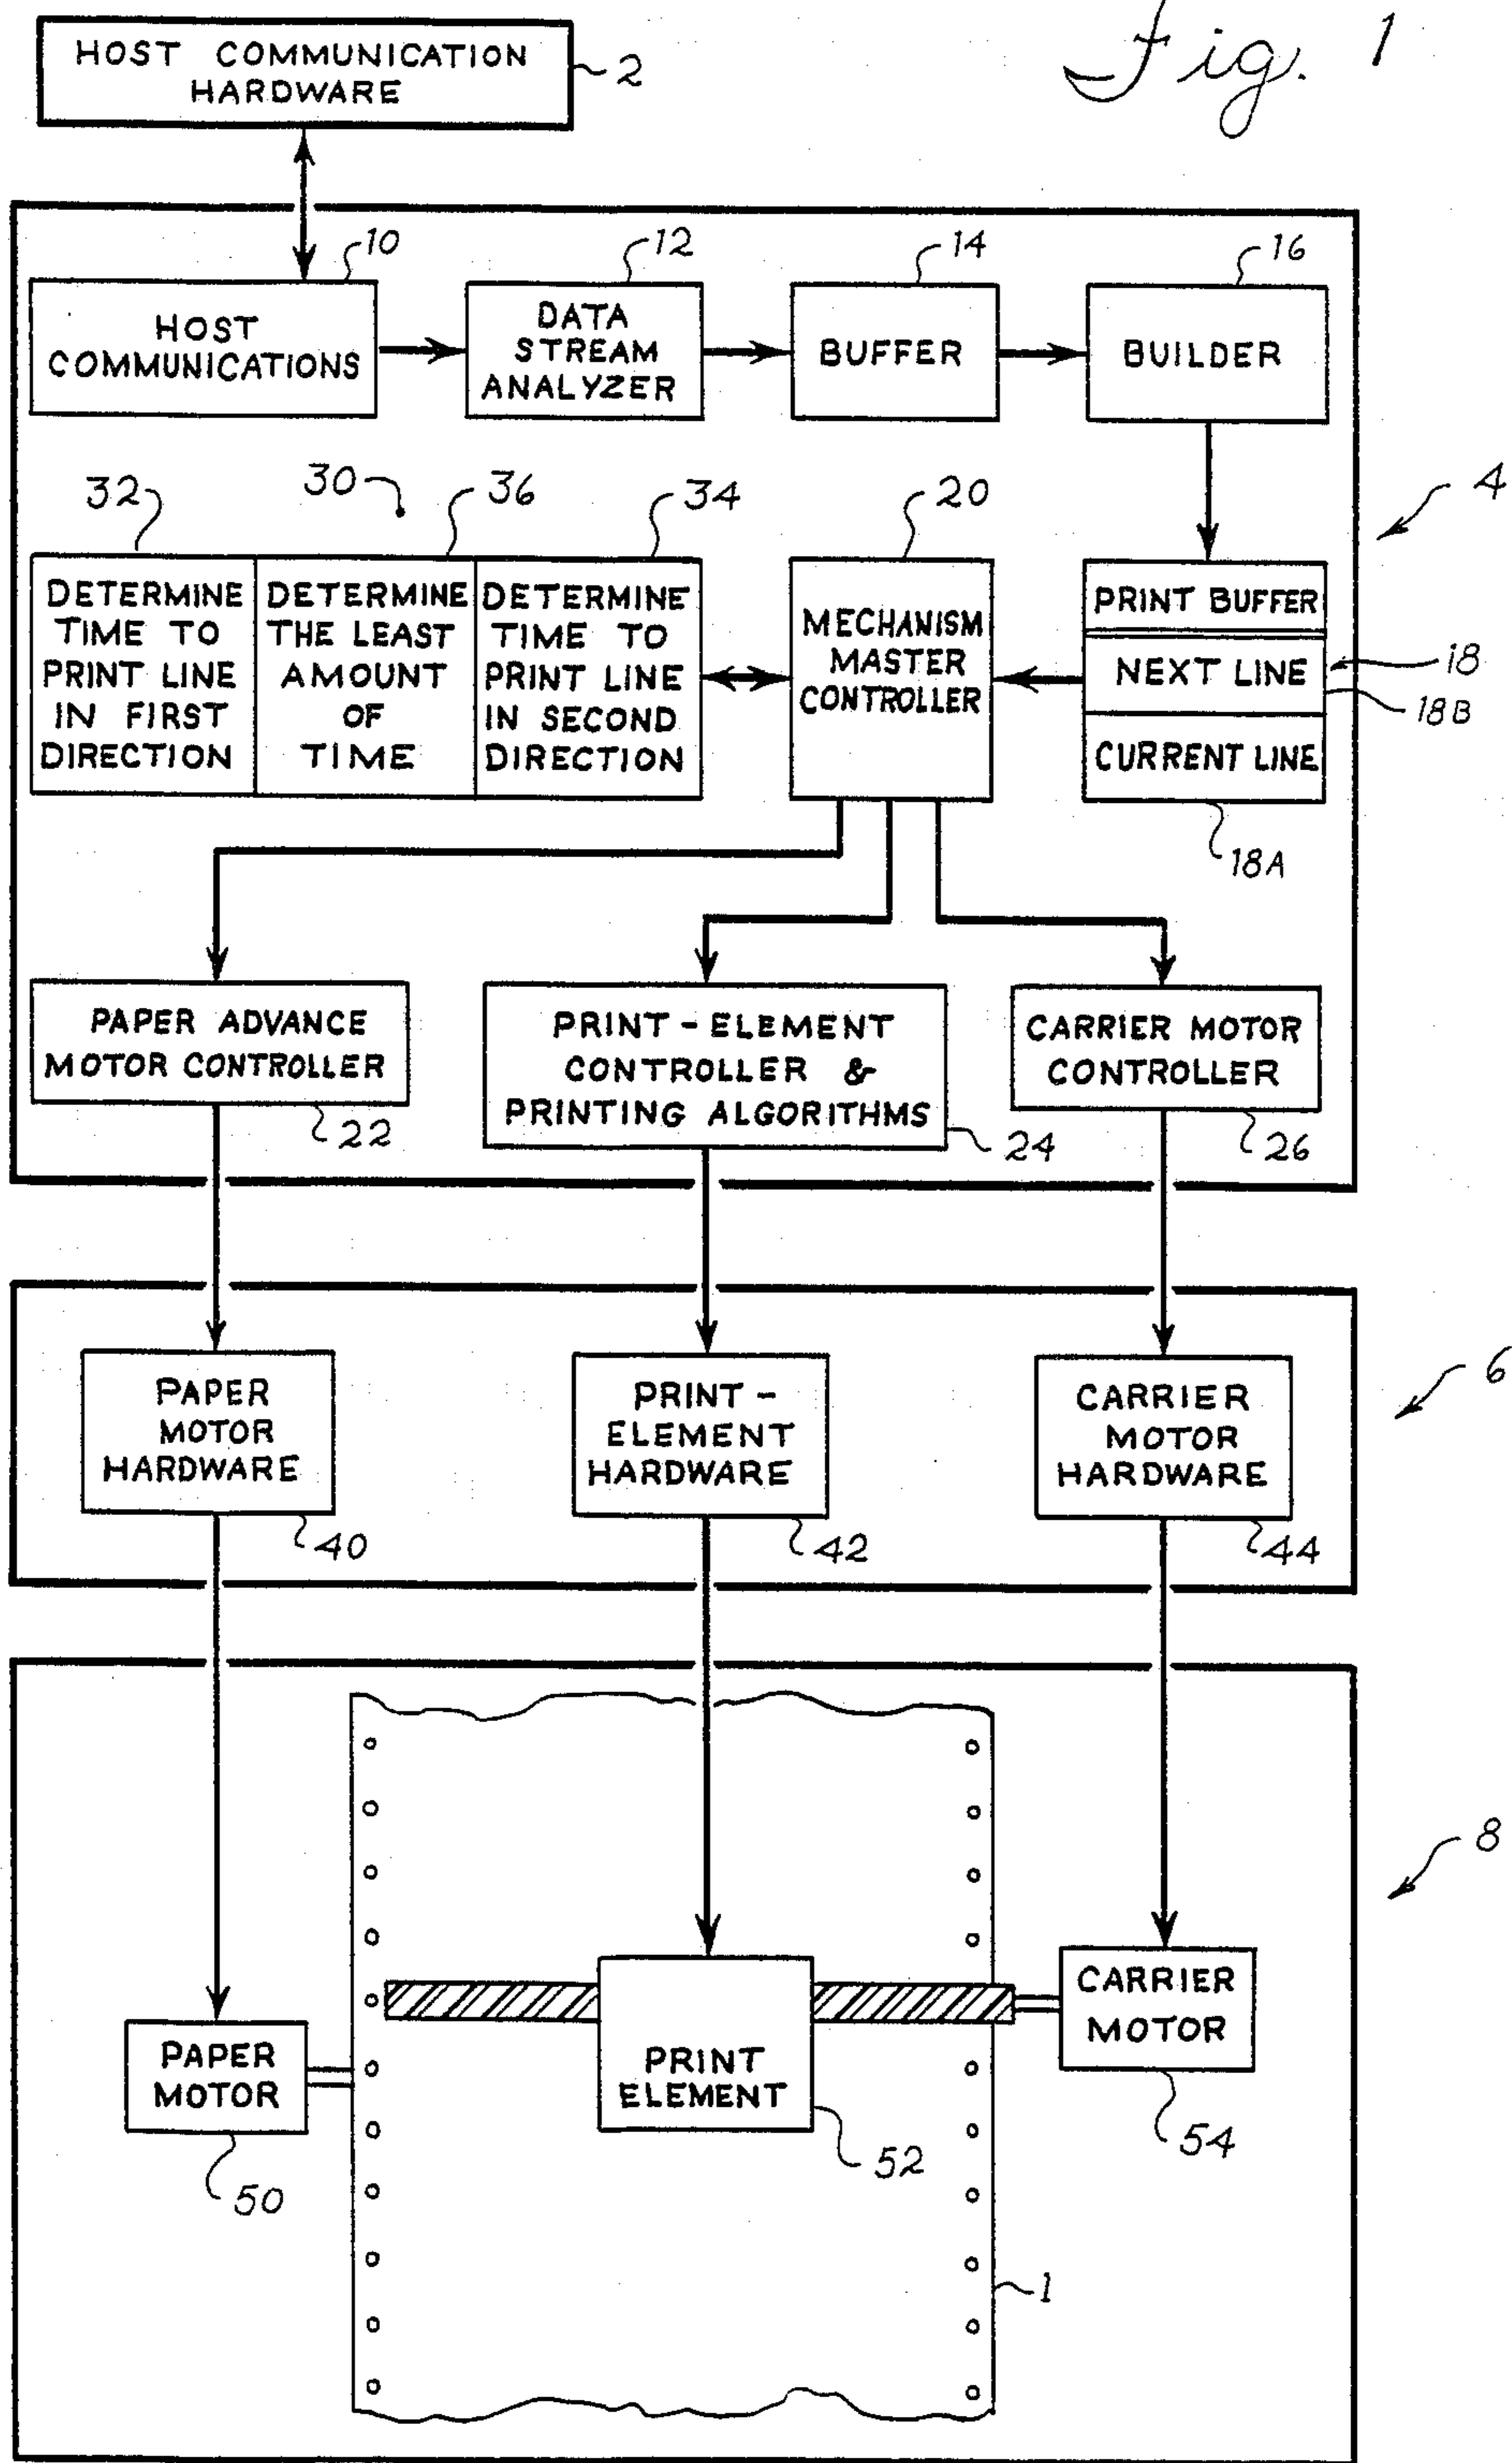 Fig. 1
HOST COMMUNICATION
HARDWARE
2
10
12
14
16
HOST
COMMUNICATIONS
DATA
STREAM
ANALYZER
BUFFER
BUILDER
4
32
30
36
34
20
DETERMINE
TIME TO
PRINT LINE
IN FIRST
DIRECTION
DETERMINE
THE LEAST
AMOUNT
OF
TIME
DETERMINE
TIME TO
PRINT LINE
IN SECOND
DIRECTION
MECHANISM
MASTER
CONTROLLER
PRINT BUFFER
NEXT LINE
CURRENT LINE
18
18B
18A
PAPER ADVANCE
MOTOR CONTROLLER
22
PRINT-ELEMENT
CONTROLLER &
PRINTING ALGORITHMS
24
CARRIER MOTOR
CONTROLLER
26
6
PAPER
MOTOR
HARDWARE
40
PRINT-
ELEMENT
HARDWARE
42
CARRIER
MOTOR
HARDWARE
44
8
PAPER
MOTOR
50
PRINT
ELEMENT
52
CARRIER
MOTOR
54
1